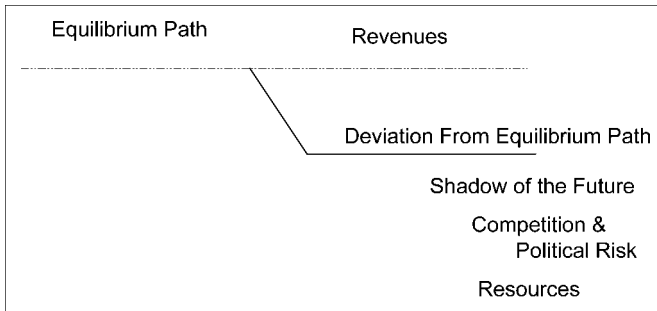 Equilibrium Path
Revenues
Deviation From Equilibrium Path
Shadow of the Future
Competition &
Political Risk
Resources